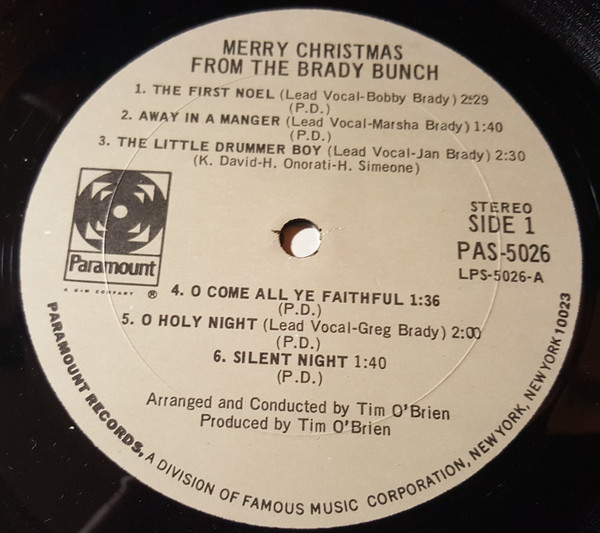 MERRY CHRISTMAS
FROM THE BRADY BUNCH
1. THE FIRST NOEL (Lead Vocal-Bobby Brady) 2:29
(P.D.)
2. AWAY IN A MANGER (Lead Vocal-Marsha Brady) 1:40
(P.D.)
3. THE LITTLE DRUMMER BOY (Lead Vocal-Jan Brady) 2:30
(K. David-H. Onorati-H. Simeone)
Paramount
A G+W COMPANY ®
STEREO
SIDE 1
PAS-5026
LPS-5026-A
4. O COME ALL YE FAITHFUL 1:36
(P.D.)
5. O HOLY NIGHT (Lead Vocal-Greg Brady) 2:00
(P.D.)
6. SILENT NIGHT 1:40
(P.D.)
Arranged and Conducted by Tim O'Brien
Produced by Tim O'Brien
PARAMOUNT RECORDS, A DIVISION OF FAMOUS MUSIC CORPORATION, NEW YORK, NEW YORK 10023